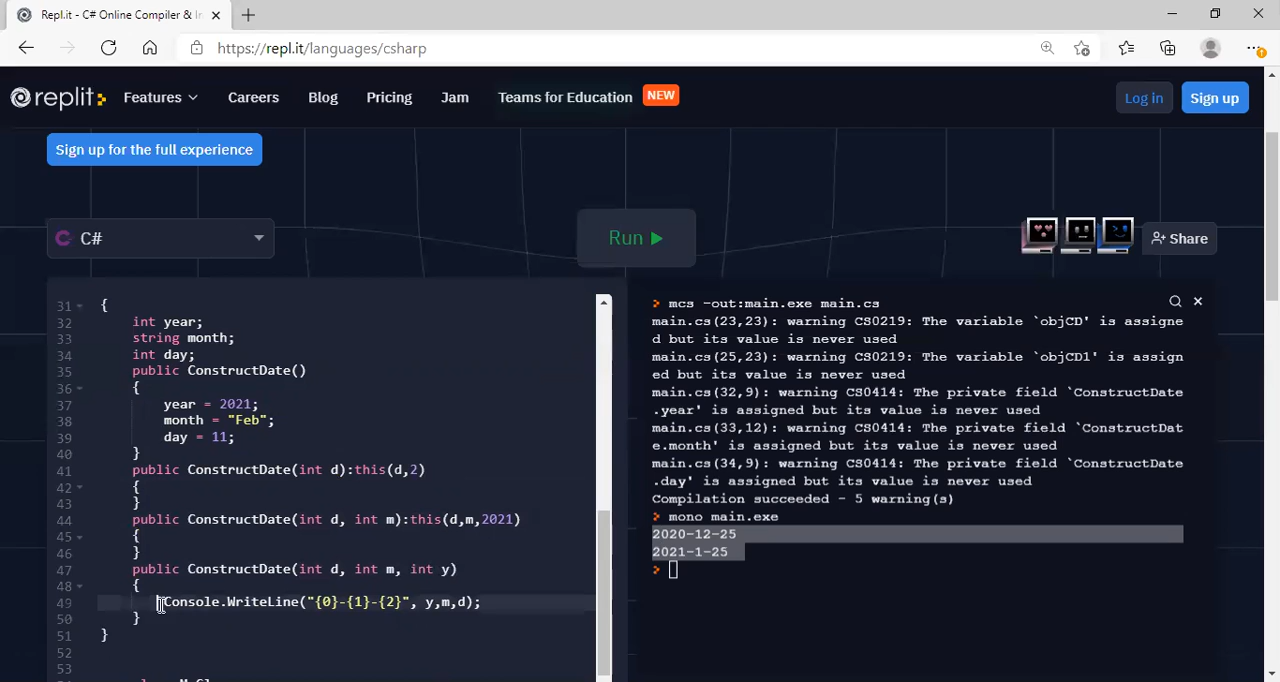 Repl.it - C# Online Compiler & In
https://repl.it/languages/csharp
replit Features Careers Blog Pricing Jam Teams for Education NEW Log in Sign up
Sign up for the full experience
C# Run Share
31 {
32 int year;
33 string month;
34 int day;
35 public ConstructDate()
36 {
37 year = 2021;
38 month = "Feb";
39 day = 11;
40 }
41 public ConstructDate(int d):this(d,2)
42 {
43 }
44 public ConstructDate(int d, int m):this(d,m,2021)
45 {
46 }
47 public ConstructDate(int d, int m, int y)
48 {
49 Console.WriteLine("{0}-{1}-{2}", y,m,d);
50 }
51 }
52
53
> mcs -out:main.exe main.cs
main.cs(23,23): warning CS0219: The variable `objCD' is assigne
d but its value is never used
main.cs(25,23): warning CS0219: The variable `objCD1' is assign
ed but its value is never used
main.cs(32,9): warning CS0414: The private field `ConstructDate
.year' is assigned but its value is never used
main.cs(33,12): warning CS0414: The private field `ConstructDat
e.month' is assigned but its value is never used
main.cs(34,9): warning CS0414: The private field `ConstructDate
.day' is assigned but its value is never used
Compilation succeeded - 5 warning(s)
> mono main.exe
2020-12-25
2021-1-25
>